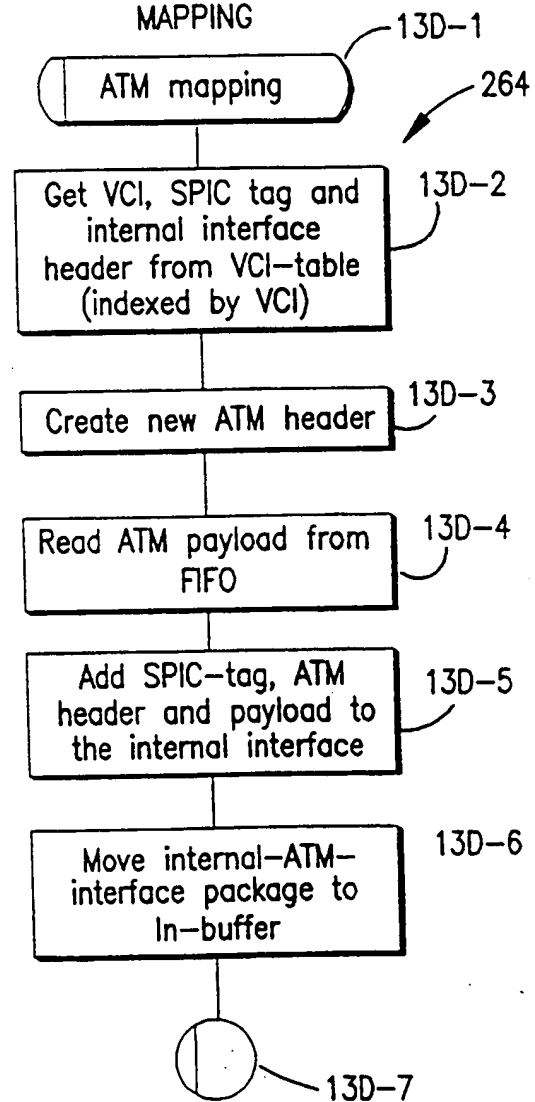 MAPPING
13D-1
ATM mapping
264
Get VCI, SPIC tag and
internal interface
header from VCI-table
(indexed by VCI)
13D-2
Create new ATM header
13D-3
Read ATM payload from
FIFO
13D-4
Add SPIC-tag, ATM
header and payload to
the internal interface
13D-5
Move internal-ATM-
interface package to
In-buffer
13D-6
13D-7